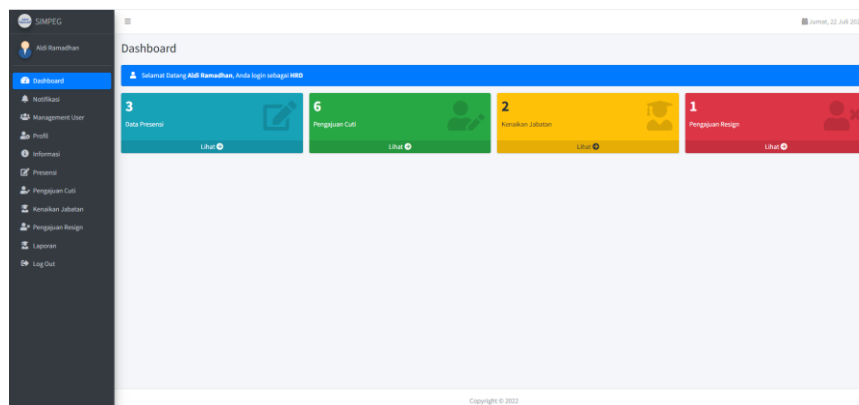 SIMPEG
Jumat, 22 Juli 202
Aldi Ramadhan
Dashboard
Notifikasi
Management User
Profil
Informasi
Presensi
Pengajuan Cuti
Kenaikan Jabatan
Pengajuan Resign
Laporan
Log Out
Dashboard
Selamat Datang Aldi Ramadhan, Anda login sebagai HRD
3
Data Presensi
Lihat
6
Pengajuan Cuti
Lihat
2
Kenaikan Jabatan
Lihat
1
Pengajuan Resign
Lihat
Copyright © 2022